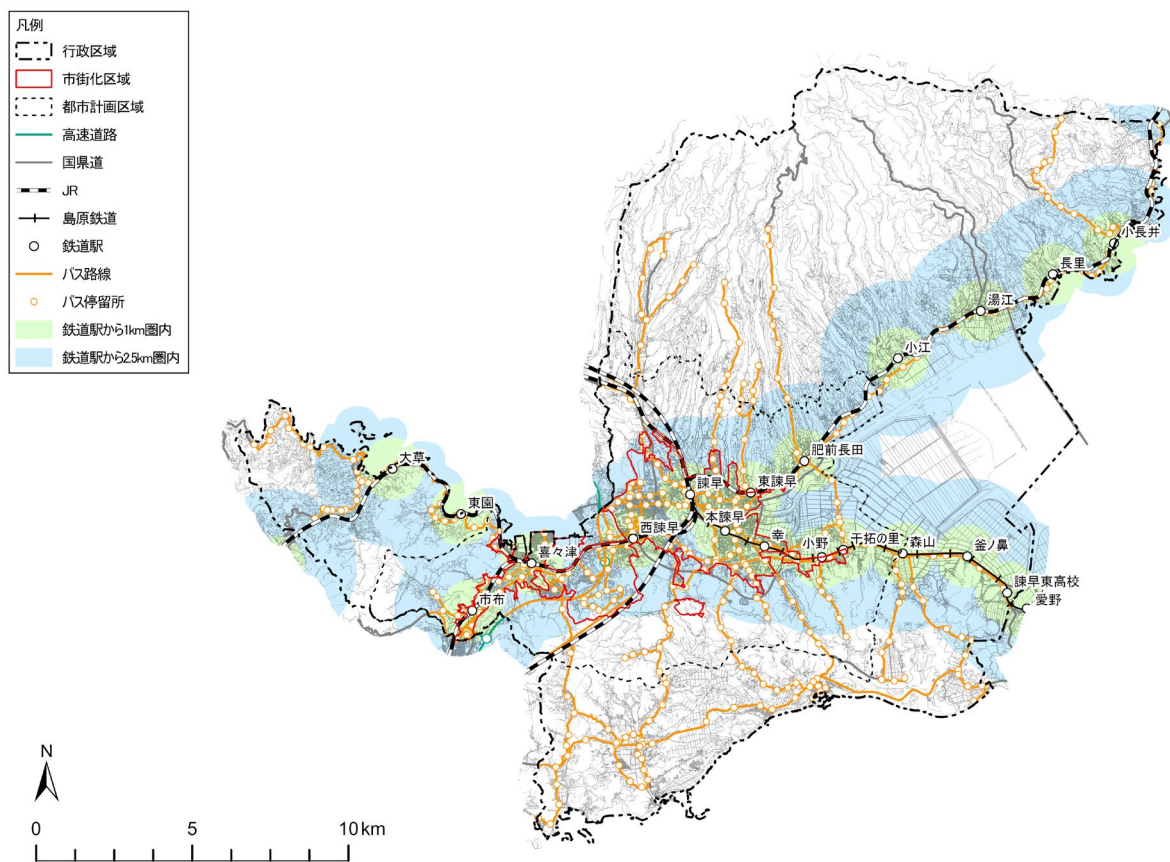 凡例
行政区域
市街化区域
都市計画区域
高速道路
国県道
JR
島原鉄道
鉄道駅
バス路線
バス停留所
鉄道駅から1km圏内
鉄道駅から2.5km圏内
小長井
長里
湯江
小江
肥前長田
大草
東園
諫早
東諫早
西諫早
本諫早
幸
小野
干拓の里
森山
釜ノ鼻
喜々津
市布
諫早東高校
愛野
N
0
5
10km